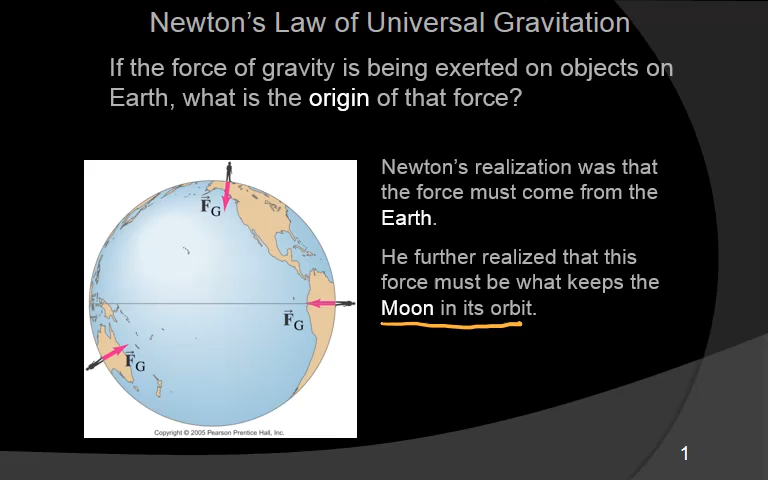 Newton's Law of Universal Gravitation
If the force of gravity is being exerted on objects on
Earth, what is the origin of that force?
Newton's realization was that
the force must come from the
Earth.
He further realized that this
force must be what keeps the
Moon in its orbit.
F⃗G
F⃗G
F⃗G
Copyright © 2005 Pearson Prentice Hall, Inc.
1